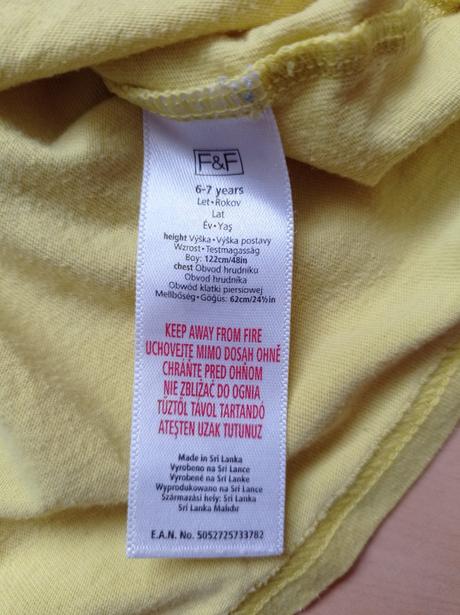 F&F
6-7 years
Let•Rokov
Lat
Év•Yaş
height Výška•Výška postavy
Wzrost•Testmagasság
Boy: 122cm/48in
chest Obvod hrudníku
Obvod hrudníka
Obwód klatki piersiowej
Mellbőség•Göğüs: 62cm/24½in
KEEP AWAY FROM FIRE
UCHOVEJTE MIMO DOSAH OHNĚ
CHRÁŇTE PRED OHŇOM
NIE ZBLIŻAĆ DO OGNIA
TŰZTŐL TÁVOL TARTANDÓ
ATEŞTEN UZAK TUTUNUZ
Made in Sri Lanka
Vyrobeno na Srí Lance
Vyrobené na Srí Lanke
Wyprodukowano na Sri Lance
Származási hely: Srí Lanka
Sri Lanka Malıdır
E.A.N. No. 5052725733782